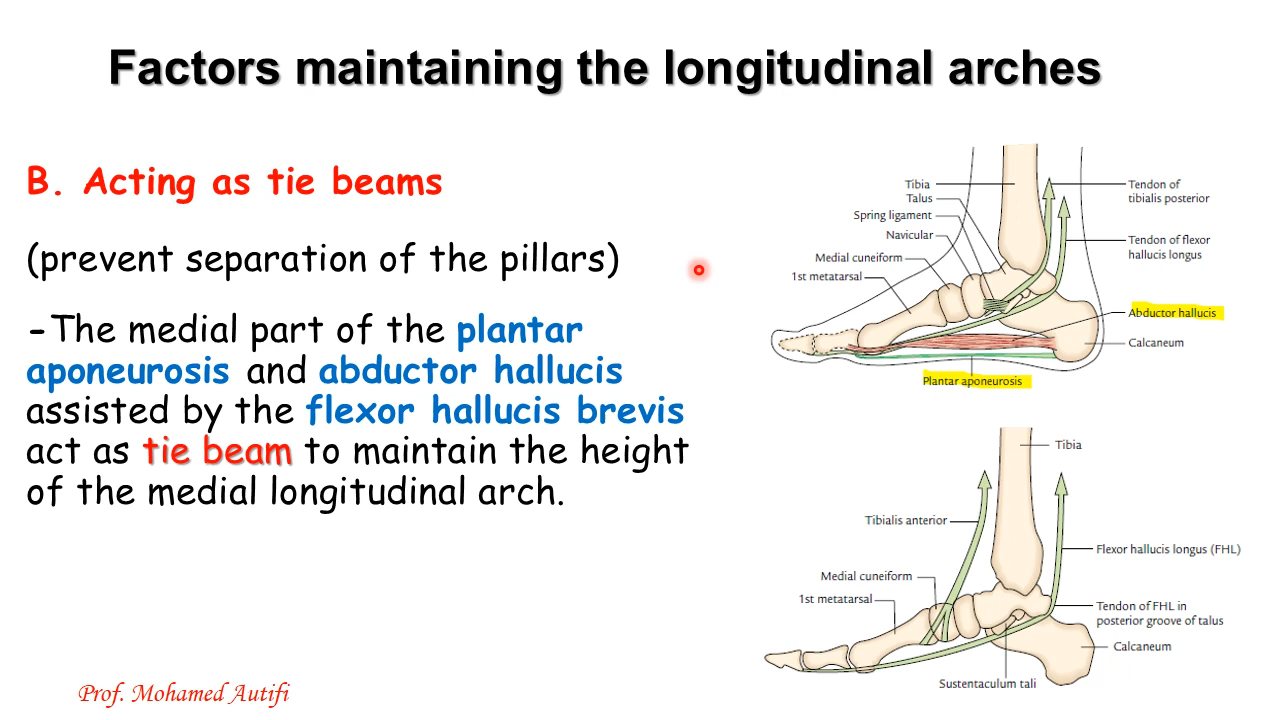 Factors maintaining the longitudinal arches
B. Acting as tie beams
(prevent separation of the pillars)
-The medial part of the plantar
aponeurosis and abductor hallucis
assisted by the flexor hallucis brevis
act as tie beam to maintain the height
of the medial longitudinal arch.
Tibia
Talus
Spring ligament
Navicular
Medial cuneiform
1st metatarsal
Tendon of
tibialis posterior
Tendon of flexor
hallucis longus
Abductor hallucis
Calcaneum
Plantar aponeurosis
Tibia
Tibialis anterior
Flexor hallucis longus (FHL)
Medial cuneiform
1st metatarsal
Tendon of FHL in
posterior groove of talus
Calcaneum
Sustentaculum tali
Prof. Mohamed Autifi